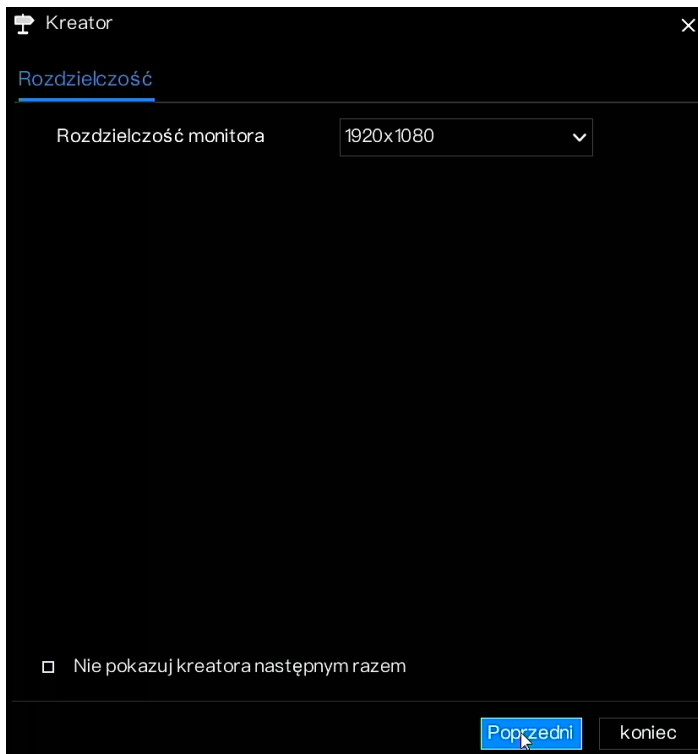 Kreator
Rozdzielczość
Rozdzielczość monitora 1920x1080
Nie pokazuj kreatora następnym razem
Poprzedni koniec